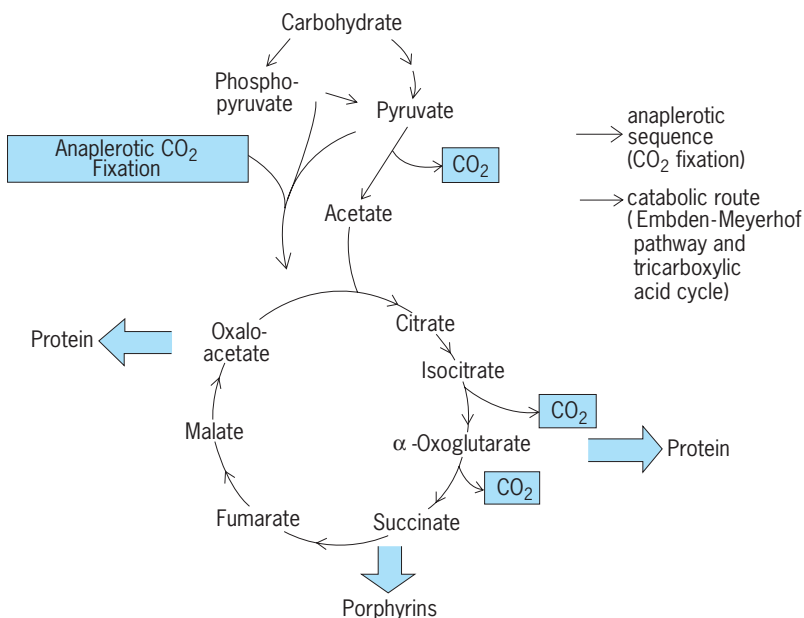 Carbohydrate
Phospho-
pyruvate
Pyruvate
Anaplerotic CO₂
Fixation
CO₂
anaplerotic
sequence
(CO₂ fixation)
catabolic route
(Embden-Meyerhof
pathway and
tricarboxylic
acid cycle)
Acetate
Citrate
Protein
Oxalo-
acetate
Isocitrate
CO₂
Malate
α-Oxoglutarate
Protein
CO₂
Fumarate
Succinate
Porphyrins